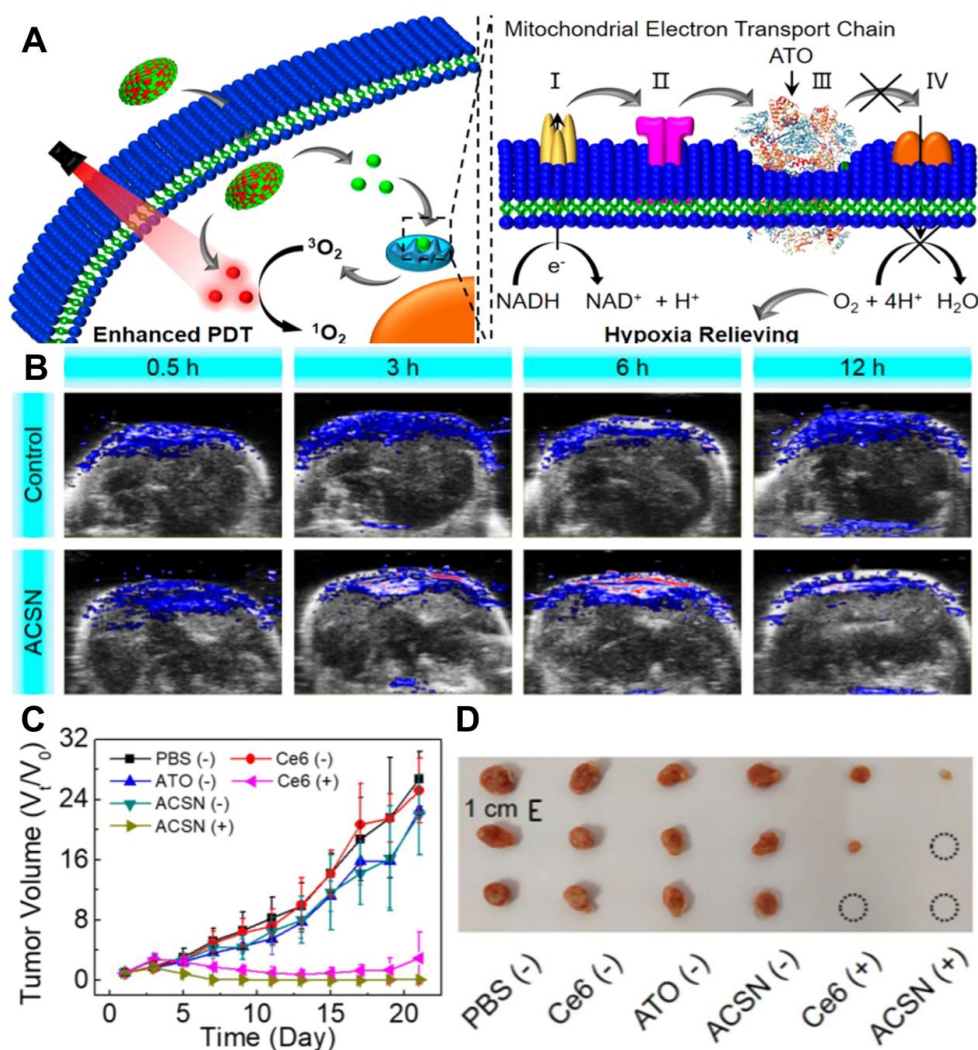 A
Mitochondrial Electron Transport Chain
ATO
I
II
III
IV
³O₂
¹O₂
Enhanced PDT
e⁻
NADH
NAD⁺ + H⁺
O₂ + 4H⁺
H₂O
Hypoxia Relieving
B
0.5 h
3 h
6 h
12 h
Control
ACSN
C
Tumor Volume (Vₜ/V₀)
32
24
16
8
0
PBS (-)
Ce6 (-)
ATO (-)
Ce6 (+)
ACSN (-)
ACSN (+)
0
5
10
15
20
Time (Day)
D
1 cm
PBS (-)
Ce6 (-)
ATO (-)
ACSN (-)
Ce6 (+)
ACSN (+)